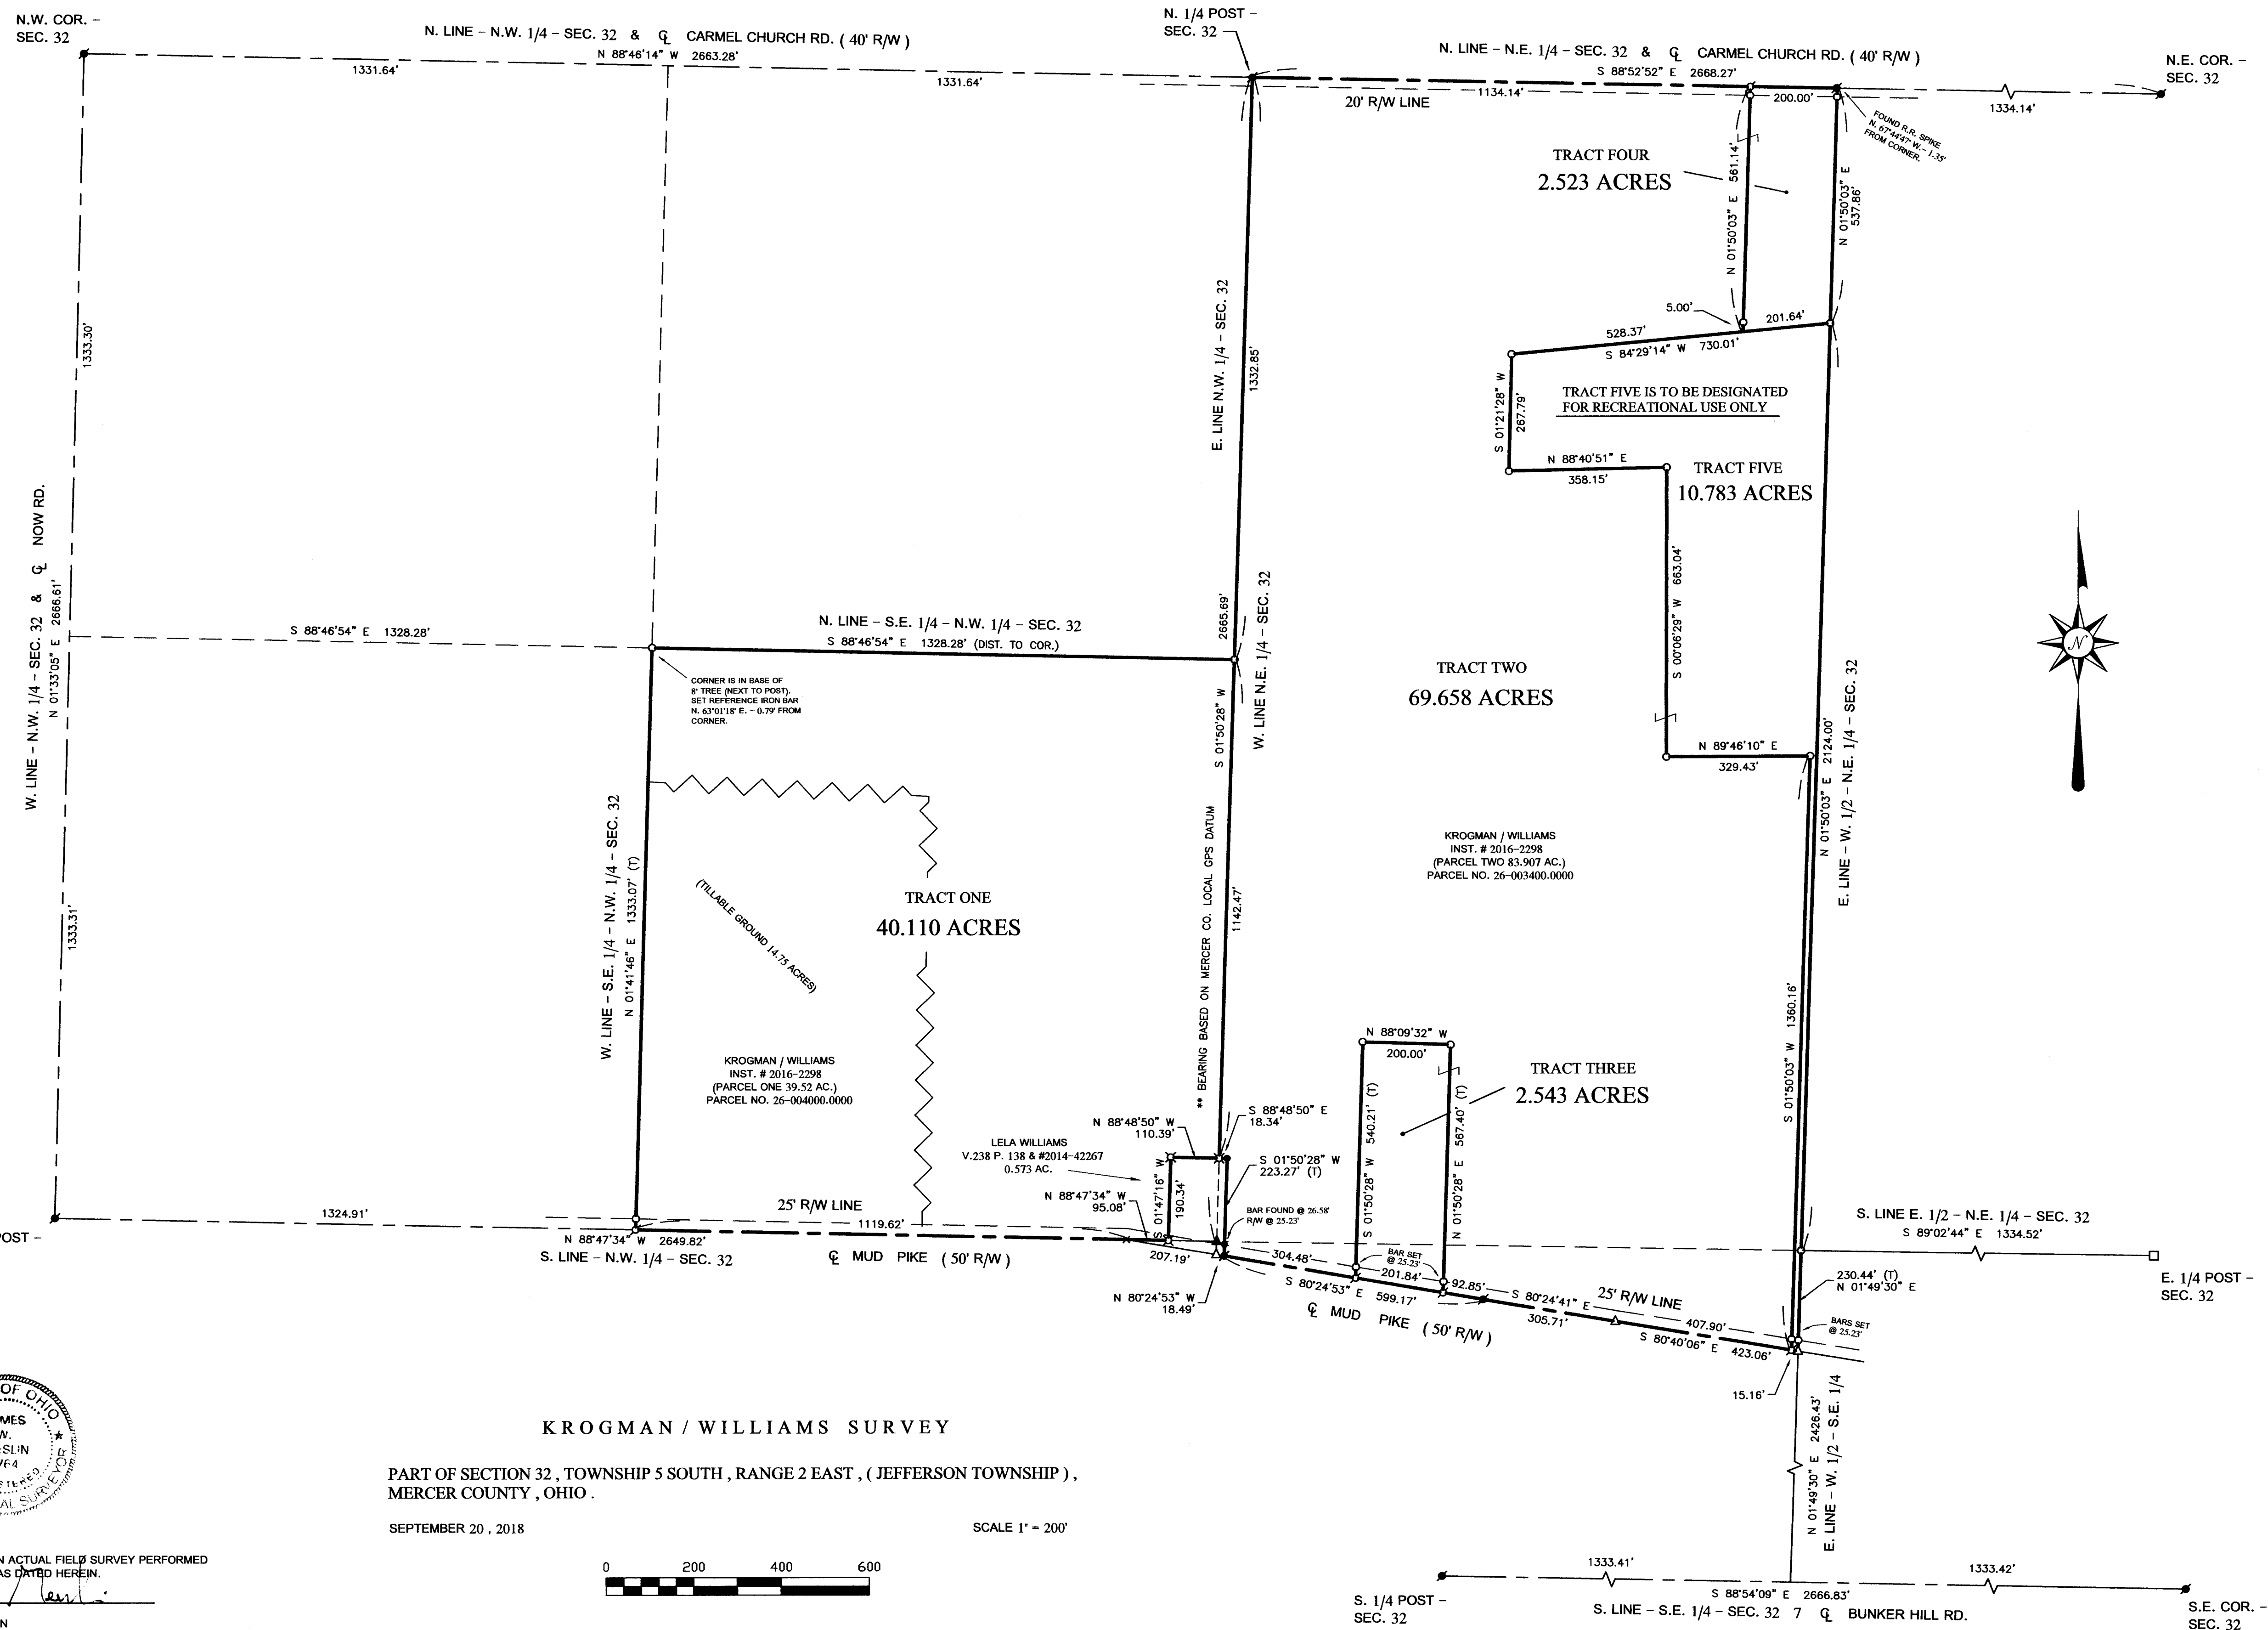 N.W. COR. –
SEC. 32
N. LINE – N.W. 1/4 – SEC. 32 & ℄ CARMEL CHURCH RD. ( 40' R/W )
N 88°46'14" W 2663.28'
1331.64'
1331.64'
N. 1/4 POST –
SEC. 32
N. LINE – N.E. 1/4 – SEC. 32 & ℄ CARMEL CHURCH RD. ( 40' R/W )
S 88°52'52" E 2668.27'
N.E. COR. –
SEC. 32
20' R/W LINE
1134.14'
200.00'
1334.14'
FOUND R.R. SPIKE
N. 67°44'47" W. – 1.35'
FROM CORNER.
TRACT FOUR
2.523 ACRES
N 01°50'03" E 561.14'
N 01°50'03" E
537.86'
5.00'
201.64'
528.37'
S 84°29'14" W 730.01'
S 01°21'28" W
267.79'
TRACT FIVE IS TO BE DESIGNATED
FOR RECREATIONAL USE ONLY
N 88°40'51" E
358.15'
TRACT FIVE
10.783 ACRES
S 00°06'29" W 663.04'
N 89°46'10" E
329.43'
1333.30'
W. LINE – N.W. 1/4 – SEC. 32 & ℄ NOW RD.
N 01°33'05" E 2666.61'
1333.31'
E. LINE N.W. 1/4 – SEC. 32
1332.85'
2665.69'
W. LINE N.E. 1/4 – SEC. 32
S 01°50'28" W
1142.47'
** BEARING BASED ON MERCER CO. LOCAL GPS DATUM
S 88°46'54" E 1328.28'
N. LINE – S.E. 1/4 – N.W. 1/4 – SEC. 32
S 88°46'54" E 1328.28' (DIST. TO COR.)
CORNER IS IN BASE OF
8" TREE (NEXT TO POST).
SET REFERENCE IRON BAR
N. 63°01'18" E. – 0.79' FROM
CORNER.
TRACT TWO
69.658 ACRES
KROGMAN / WILLIAMS
INST. # 2016-2298
(PARCEL TWO 83.907 AC.)
PARCEL NO. 26-003400.0000
N 01°50'03" E 2124.00'
E. LINE – W. 1/2 – N.E. 1/4 – SEC. 32
S 01°50'03" W 1360.16'
N
W. LINE – S.E. 1/4 – N.W. 1/4 – SEC. 32
N 01°41'46" E 1333.07' (T)
(TILLABLE GROUND 14.75 ACRES)
TRACT ONE
40.110 ACRES
KROGMAN / WILLIAMS
INST. # 2016-2298
(PARCEL ONE 39.52 AC.)
PARCEL NO. 26-004000.0000
N 88°09'32" W
200.00'
TRACT THREE
2.543 ACRES
S 01°50'28" W 540.21' (T)
N 01°50'28" E 567.40' (T)
N 88°48'50" W
110.39'
S 88°48'50" E
18.34'
LELA WILLIAMS
V.238 P. 138 & #2014-42267
0.573 AC.
S 01°47'16" W
190.34'
S 01°50'28" W
223.27' (T)
N 88°47'34" W
95.08'
BAR FOUND @ 26.58'
R/W @ 25.23'
OST –
1324.91'
25' R/W LINE
1119.62'
N 88°47'34" W 2649.82'
S. LINE – N.W. 1/4 – SEC. 32
℄ MUD PIKE ( 50' R/W )
207.19'
N 80°24'53" W
18.49'
304.48'
BAR SET
@ 25.23'
201.84'
92.85'
S 80°24'53" E 599.17'
℄ MUD PIKE ( 50' R/W )
S 80°24'41" E
305.71'
25' R/W LINE
407.90'
S 80°40'06" E 423.06'
S. LINE E. 1/2 – N.E. 1/4 – SEC. 32
S 89°02'44" E 1334.52'
E. 1/4 POST –
SEC. 32
230.44' (T)
N 01°49'30" E
BARS SET
@ 25.23'
15.16'
N 01°49'30" E 2426.43'
E. LINE – W. 1/2 – S.E. 1/4
1333.41'
1333.42'
S 88°54'09" E 2666.83'
S. LINE – S.E. 1/4 – SEC. 32 7 ℄ BUNKER HILL RD.
S. 1/4 POST –
SEC. 32
S.E. COR. –
SEC. 32
KROGMAN / WILLIAMS SURVEY
PART OF SECTION 32 , TOWNSHIP 5 SOUTH , RANGE 2 EAST , ( JEFFERSON TOWNSHIP ) ,
MERCER COUNTY , OHIO .
SEPTEMBER 20 , 2018
SCALE 1" = 200'
0 200 400 600
OF OHIO
MES
W.
SLIN
764
STERED
AL SURVEYOR
N ACTUAL FIELD SURVEY PERFORMED
AS DATED HEREIN.
N